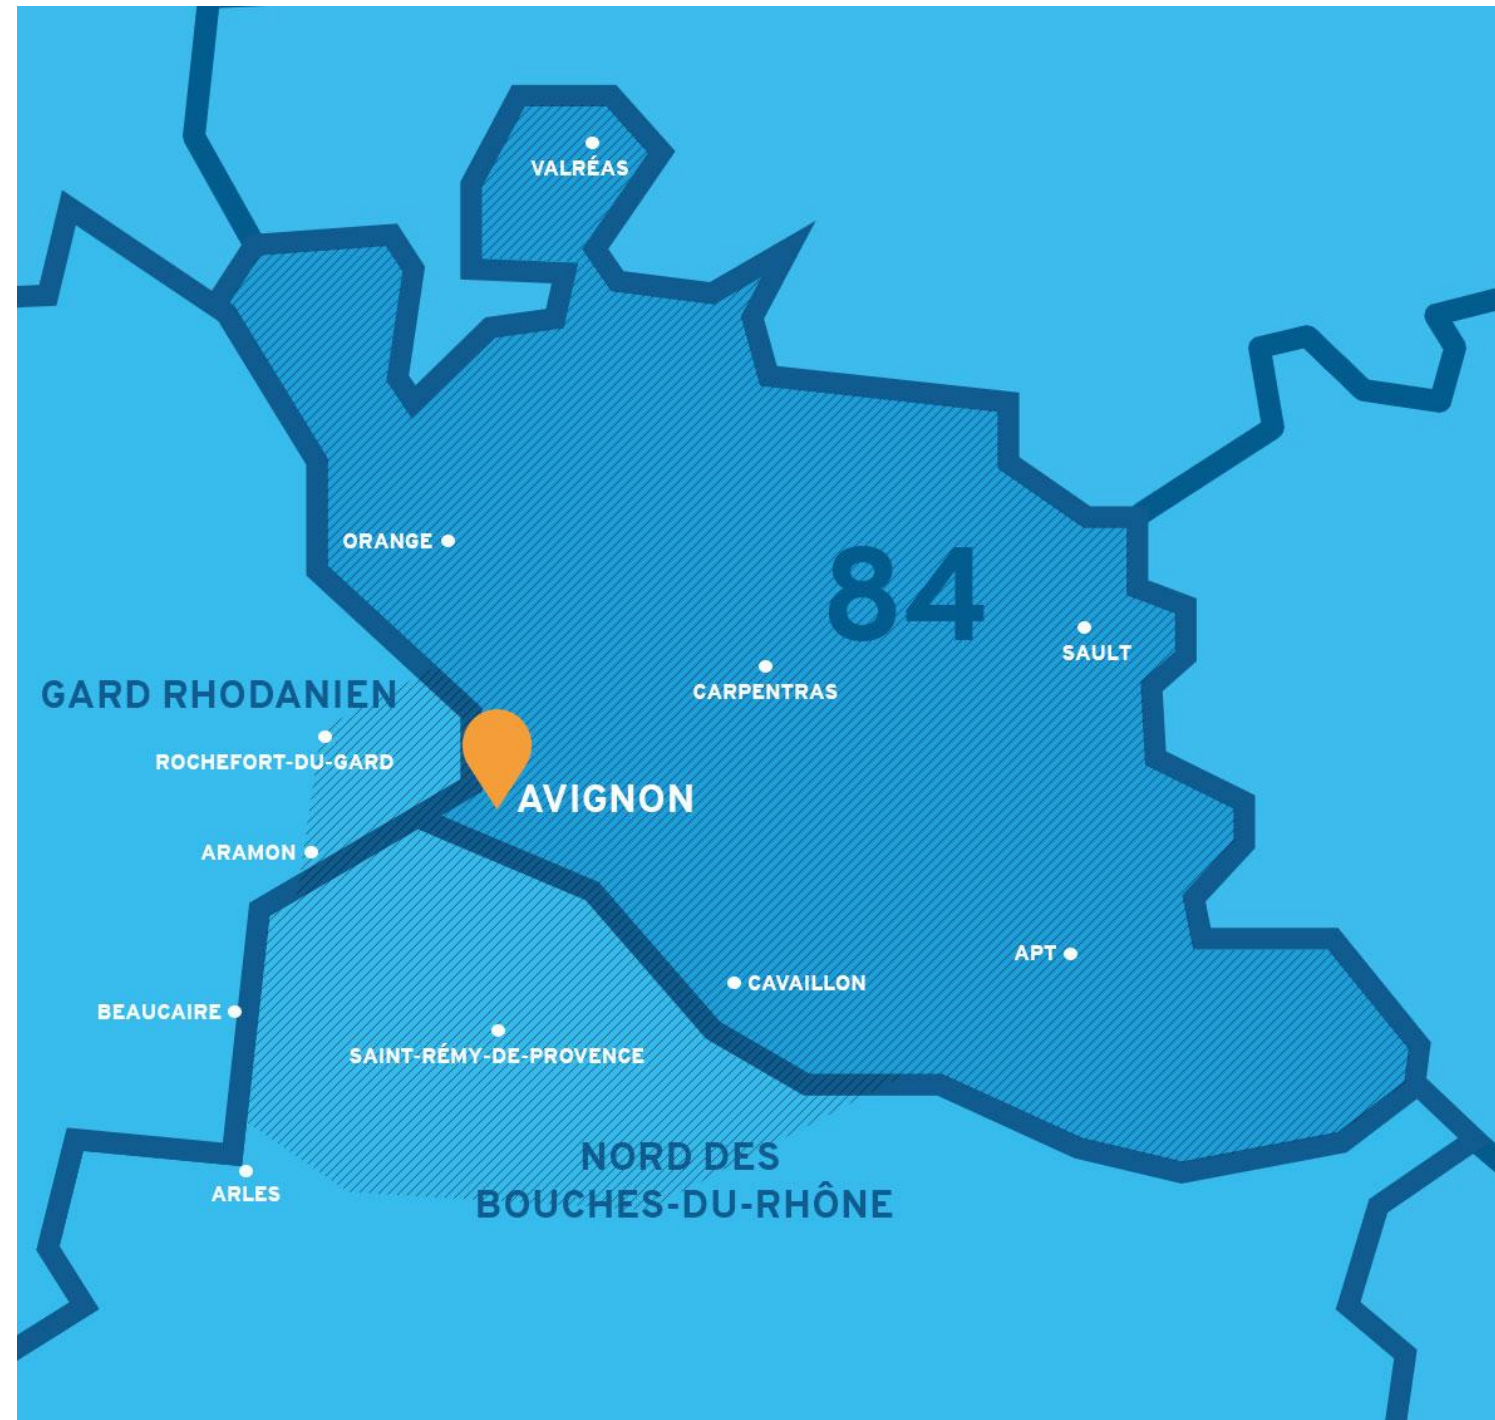 VALRÉAS
ORANGE
84
SAULT
CARPENTRAS
GARD RHODANIEN
ROCHEFORT-DU-GARD
AVIGNON
ARAMON
APT
CAVAILLON
BEAUCAIRE
SAINT-RÉMY-DE-PROVENCE
NORD DES
BOUCHES-DU-RHÔNE
ARLES